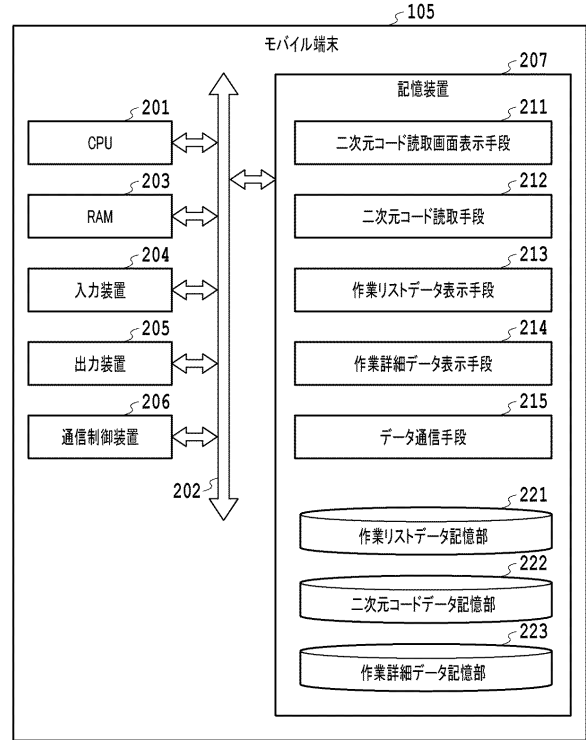 105
モバイル端末
207
記憶装置
201
CPU
203
RAM
204
入力装置
205
出力装置
206
通信制御装置
202
211
二次元コード読取画面表示手段
212
二次元コード読取手段
213
作業リストデータ表示手段
214
作業詳細データ表示手段
215
データ通信手段
221
作業リストデータ記憶部
222
二次元コードデータ記憶部
223
作業詳細データ記憶部